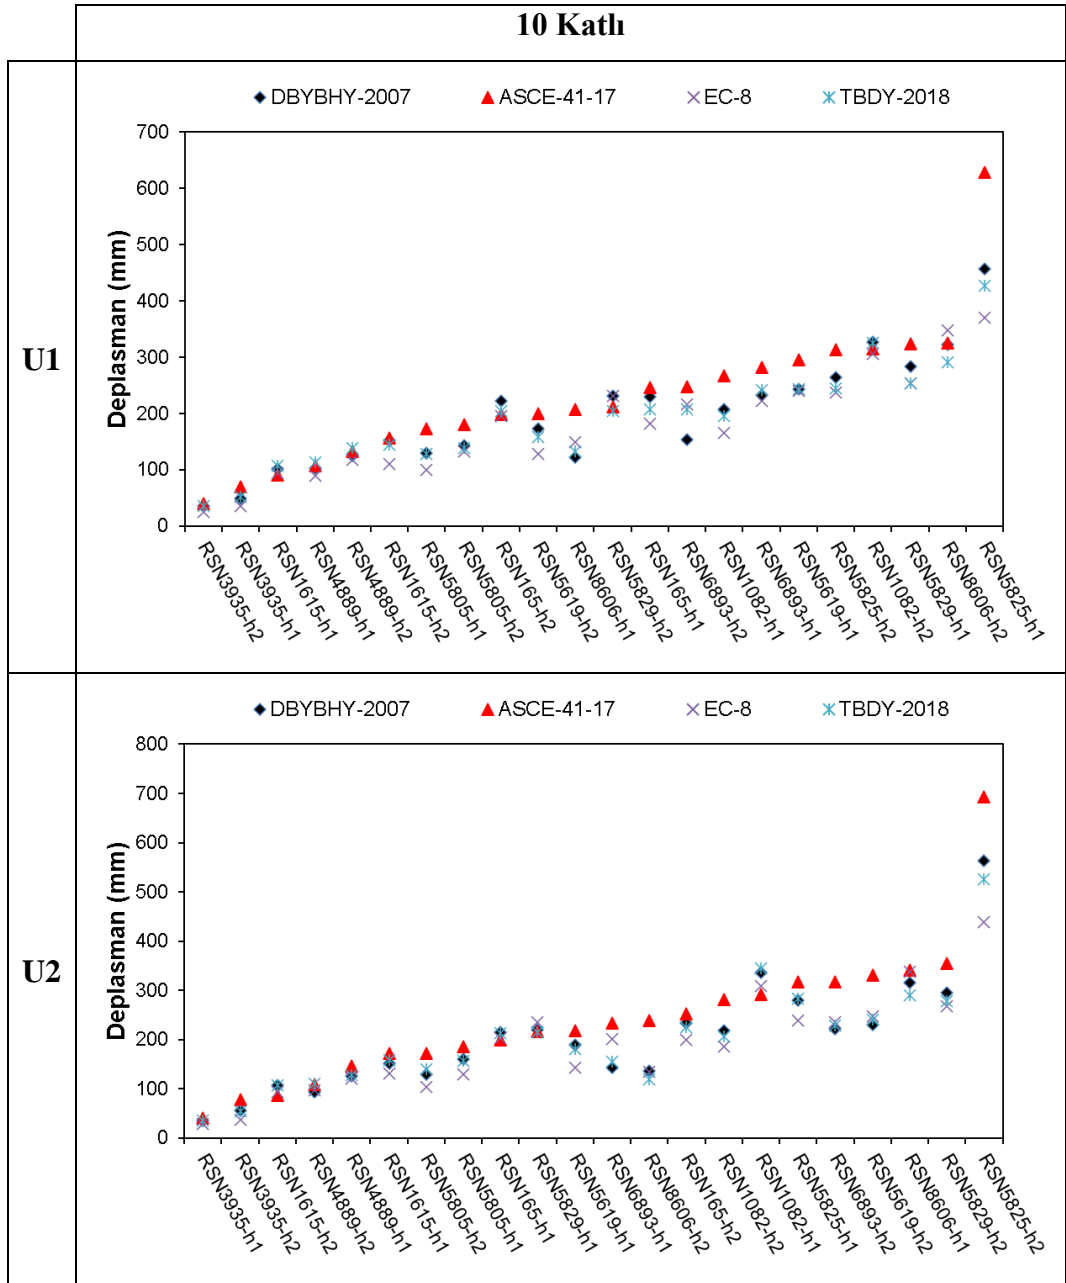 10 Katlı
U1
DBYBHY-2007 ASCE-41-17 EC-8 TBDY-2018
Deplasman (mm)
700
600
500
400
300
200
100
0
RSN3935-h2
RSN3935-h1
RSN1615-h2
RSN4889-h1
RSN4889-h2
RSN1615-h2
RSN5805-h1
RSN5805-h2
RSN165-h2
RSN5619-h2
RSN8606-h1
RSN5829-h2
RSN165-h1
RSN6893-h2
RSN1082-h1
RSN6893-h1
RSN5619-h1
RSN5825-h2
RSN1082-h2
RSN5829-h1
RSN8606-h2
RSN5825-h1
U2
DBYBHY-2007 ASCE-41-17 EC-8 TBDY-2018
Deplasman (mm)
800
700
600
500
400
300
200
100
0
RSN3935-h1
RSN3935-h2
RSN1615-h2
RSN4889-h2
RSN4889-h1
RSN1615-h1
RSN5805-h2
RSN5805-h1
RSN165-h1
RSN5829-h1
RSN5619-h1
RSN6893-h1
RSN8606-h2
RSN165-h2
RSN1082-h2
RSN1082-h1
RSN5825-h1
RSN6893-h2
RSN5619-h2
RSN8606-h1
RSN5829-h2
RSN5825-h2